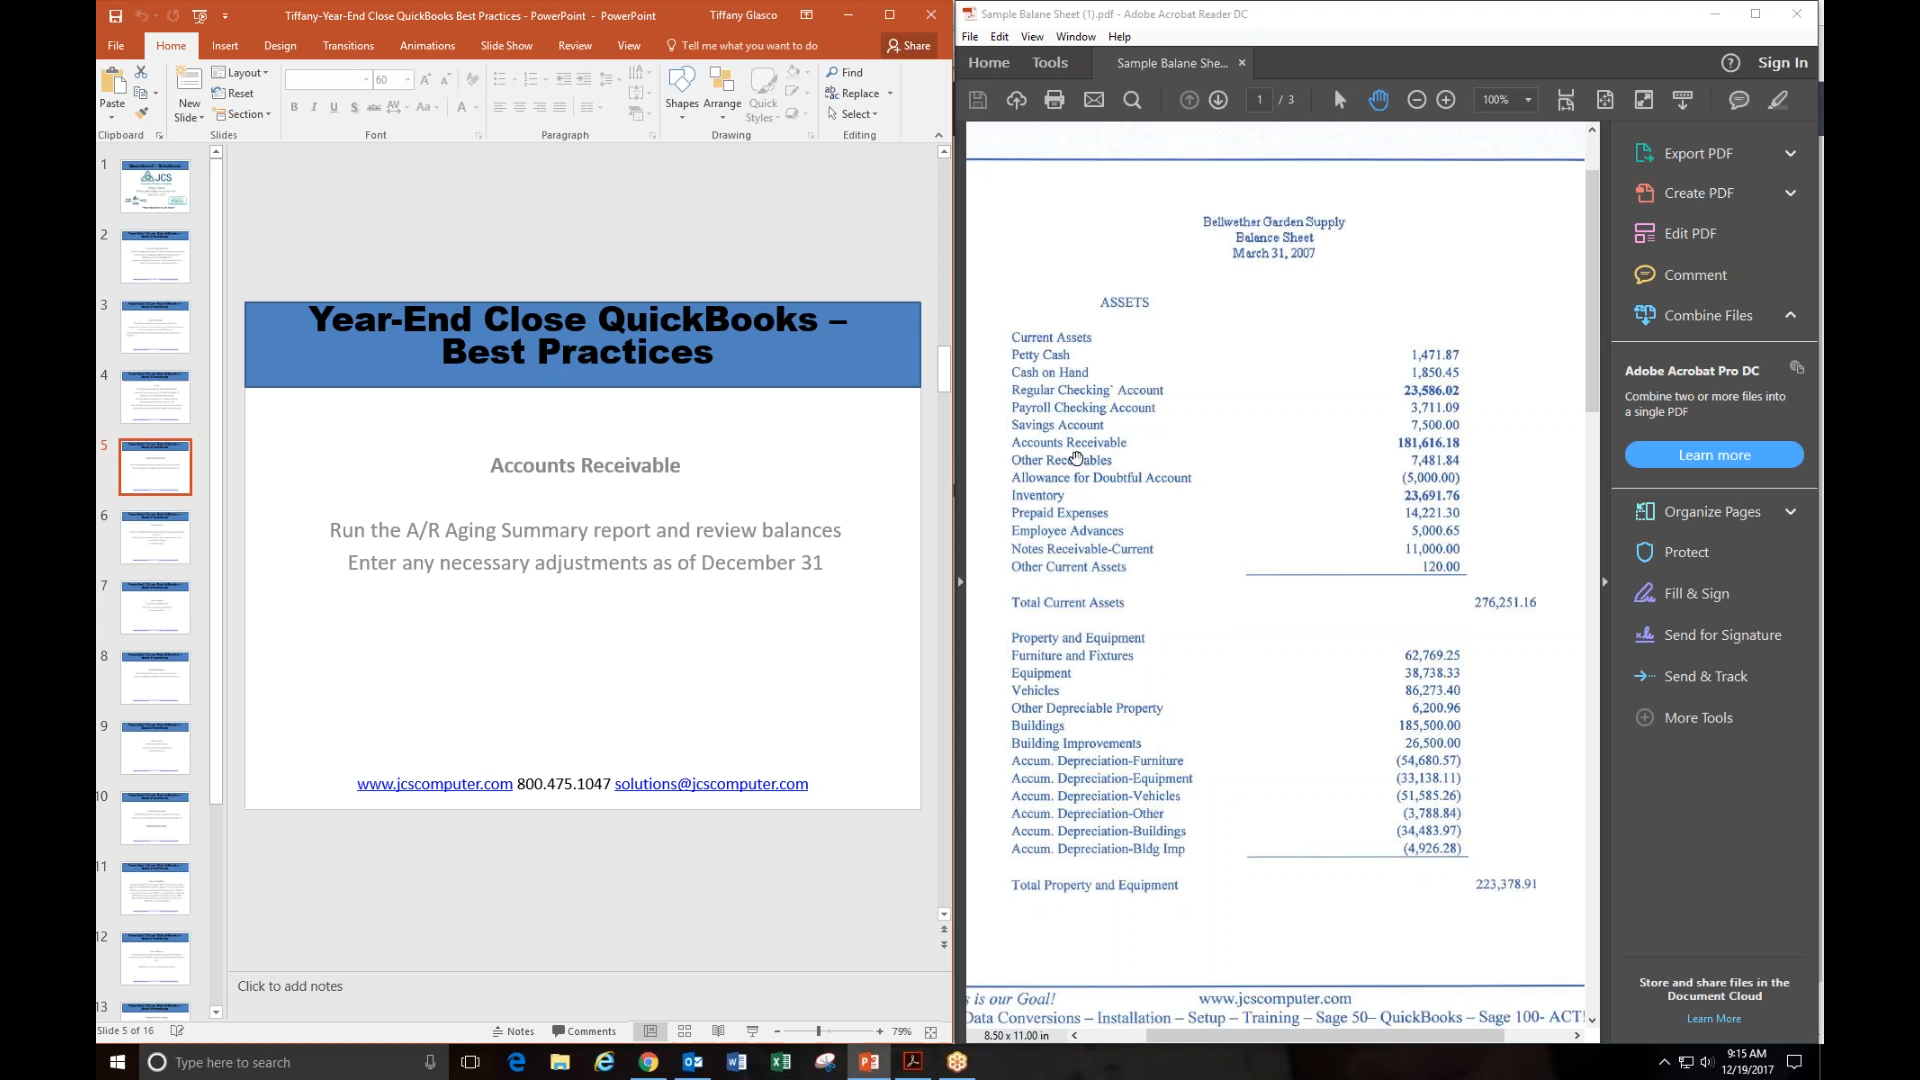 Tiffany-Year-End Close QuickBooks Best Practices - PowerPoint - PowerPoint
Tiffany Glasco
File Home Insert Design Transitions Animations Slide Show Review View Tell me what you want to do Share
Paste
New
Slide
Layout
Reset
Section
60
Shapes Arrange Quick
Styles
Find
Replace
Select
Clipboard Slides Font Paragraph Drawing Editing
1
2
3
4
5
6
7
8
9
10
11
12
13
Year-End Close QuickBooks –
Best Practices
Accounts Receivable
Run the A/R Aging Summary report and review balances
Enter any necessary adjustments as of December 31
www.jcscomputer.com 800.475.1047 solutions@jcscomputer.com
Click to add notes
Slide 5 of 16
Notes Comments 79%
Sample Balane Sheet (1).pdf - Adobe Acrobat Reader DC
File Edit View Window Help
Home Tools Sample Balane She... × Sign In
1 / 3 100%
Bellwether Garden Supply
Balance Sheet
March 31, 2007
ASSETS
Current Assets
Petty Cash 1,471.87
Cash on Hand 1,850.45
Regular Checking` Account 23,586.02
Payroll Checking Account 3,711.09
Savings Account 7,500.00
Accounts Receivable 181,616.18
Other Receivables 7,481.84
Allowance for Doubtful Account (5,000.00)
Inventory 23,691.76
Prepaid Expenses 14,221.30
Employee Advances 5,000.65
Notes Receivable-Current 11,000.00
Other Current Assets 120.00
Total Current Assets 276,251.16
Property and Equipment
Furniture and Fixtures 62,769.25
Equipment 38,738.33
Vehicles 86,273.40
Other Depreciable Property 6,200.96
Buildings 185,500.00
Building Improvements 26,500.00
Accum. Depreciation-Furniture (54,680.57)
Accum. Depreciation-Equipment (33,138.11)
Accum. Depreciation-Vehicles (51,585.26)
Accum. Depreciation-Other (3,788.84)
Accum. Depreciation-Buildings (34,483.97)
Accum. Depreciation-Bldg Imp (4,926.28)
Total Property and Equipment 223,378.91
s is our Goal! www.jcscomputer.com
Data Conversions – Installation – Setup – Training – Sage 50– QuickBooks – Sage 100- ACT!
8.50 x 11.00 in
Export PDF
Create PDF
Edit PDF
Comment
Combine Files
Adobe Acrobat Pro DC
Combine two or more files into
a single PDF
Learn more
Organize Pages
Protect
Fill & Sign
Send for Signature
Send & Track
More Tools
Store and share files in the
Document Cloud
Learn More
Type here to search
9:15 AM
12/19/2017